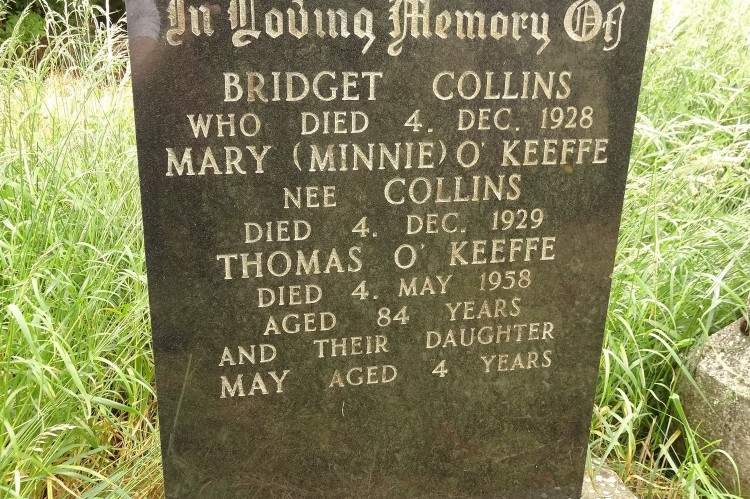 In Loving Memory Of
BRIDGET COLLINS
WHO DIED 4. DEC. 1928
MARY (MINNIE) O' KEEFFE
NEE COLLINS
DIED 4. DEC. 1929
THOMAS O' KEEFFE
DIED 4. MAY 1958
AGED 84 YEARS
AND THEIR DAUGHTER
MAY AGED 4 YEARS